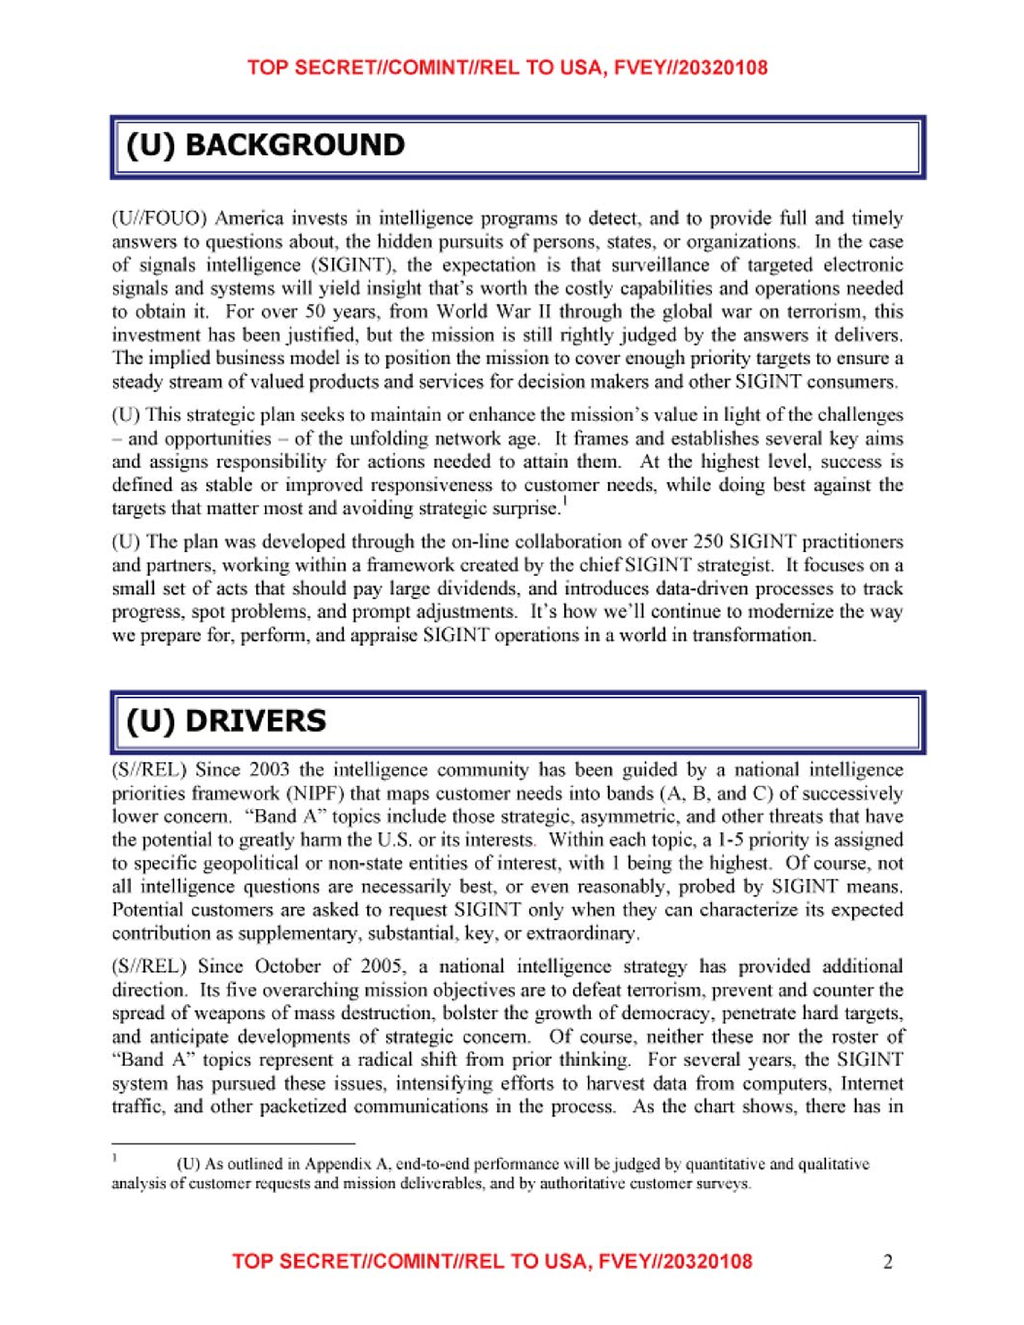 TOP SECRET//COMINT//REL TO USA, FVEY//20320108
(U) BACKGROUND
(U//FOUO) America invests in intelligence programs to detect, and to provide full and timely
answers to questions about, the hidden pursuits of persons, states, or organizations. In the case
of signals intelligence (SIGINT), the expectation is that surveillance of targeted electronic
signals and systems will yield insight that's worth the costly capabilities and operations needed
to obtain it. For over 50 years, from World War II through the global war on terrorism, this
investment has been justified, but the mission is still rightly judged by the answers it delivers.
The implied business model is to position the mission to cover enough priority targets to ensure a
steady stream of valued products and services for decision makers and other SIGINT consumers.
(U) This strategic plan seeks to maintain or enhance the mission's value in light of the challenges
– and opportunities – of the unfolding network age. It frames and establishes several key aims
and assigns responsibility for actions needed to attain them. At the highest level, success is
defined as stable or improved responsiveness to customer needs, while doing best against the
targets that matter most and avoiding strategic surprise.1
(U) The plan was developed through the on-line collaboration of over 250 SIGINT practitioners
and partners, working within a framework created by the chief SIGINT strategist. It focuses on a
small set of acts that should pay large dividends, and introduces data-driven processes to track
progress, spot problems, and prompt adjustments. It's how we'll continue to modernize the way
we prepare for, perform, and appraise SIGINT operations in a world in transformation.
(U) DRIVERS
(S//REL) Since 2003 the intelligence community has been guided by a national intelligence
priorities framework (NIPF) that maps customer needs into bands (A, B, and C) of successively
lower concern. "Band A" topics include those strategic, asymmetric, and other threats that have
the potential to greatly harm the U.S. or its interests. Within each topic, a 1-5 priority is assigned
to specific geopolitical or non-state entities of interest, with 1 being the highest. Of course, not
all intelligence questions are necessarily best, or even reasonably, probed by SIGINT means.
Potential customers are asked to request SIGINT only when they can characterize its expected
contribution as supplementary, substantial, key, or extraordinary.
(S//REL) Since October of 2005, a national intelligence strategy has provided additional
direction. Its five overarching mission objectives are to defeat terrorism, prevent and counter the
spread of weapons of mass destruction, bolster the growth of democracy, penetrate hard targets,
and anticipate developments of strategic concern. Of course, neither these nor the roster of
"Band A" topics represent a radical shift from prior thinking. For several years, the SIGINT
system has pursued these issues, intensifying efforts to harvest data from computers, Internet
traffic, and other packetized communications in the process. As the chart shows, there has in
1 (U) As outlined in Appendix A, end-to-end performance will be judged by quantitative and qualitative
analysis of customer requests and mission deliverables, and by authoritative customer surveys.
TOP SECRET//COMINT//REL TO USA, FVEY//20320108 2